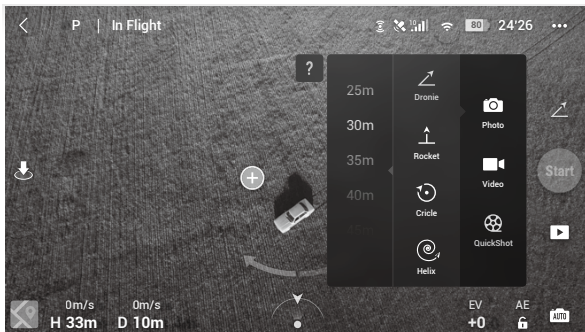 P | In Flight 10 80 24'26
?
25m
30m
35m
40m
Dronie
Rocket
Cricle
Helix
Photo
Video
QuickShot
Start
0m/s 0m/s EV AE
H 33m D 10m +0 AUTO